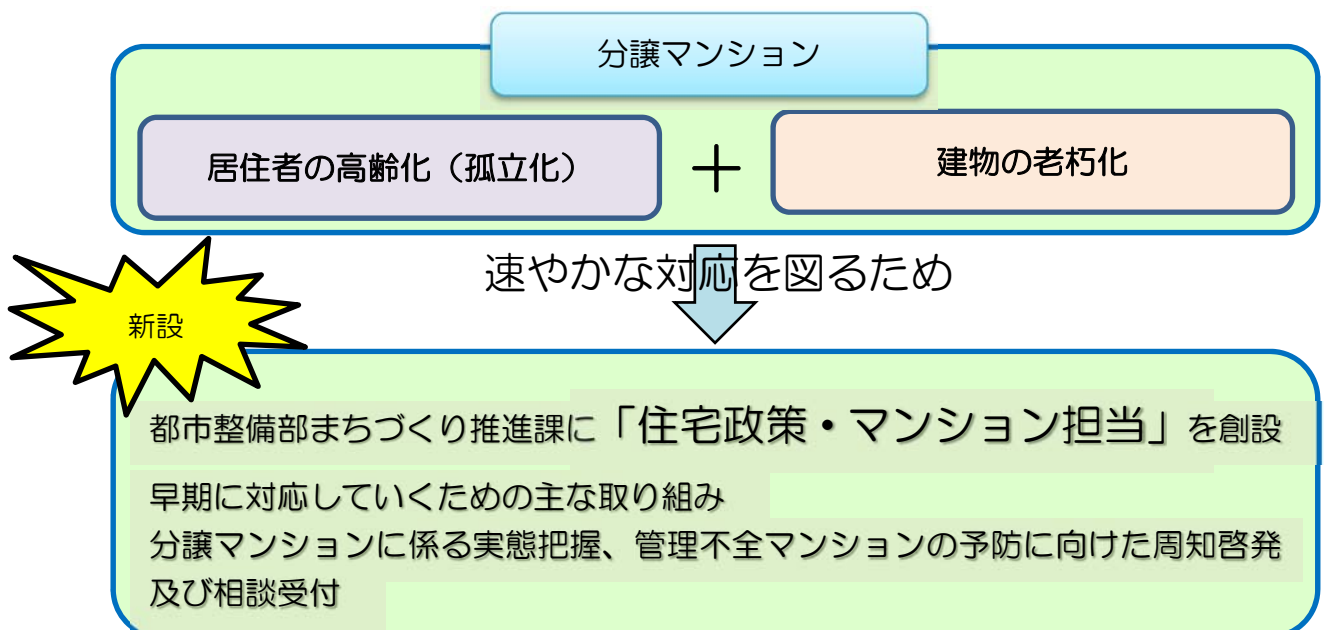 分譲マンション
居住者の高齢化（孤立化）
＋
建物の老朽化
速やかな対応を図るため
新設
都市整備部まちづくり推進課に「住宅政策・マンション担当」を創設
早期に対応していくための主な取り組み
分譲マンションに係る実態把握、管理不全マンションの予防に向けた周知啓発
及び相談受付